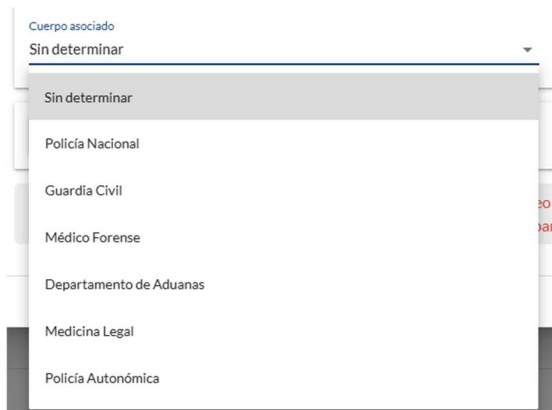 Cuerpo asociado
Sin determinar
Sin determinar
Policía Nacional
Guardia Civil
Médico Forense
Departamento de Aduanas
Medicina Legal
Policía Autonómica